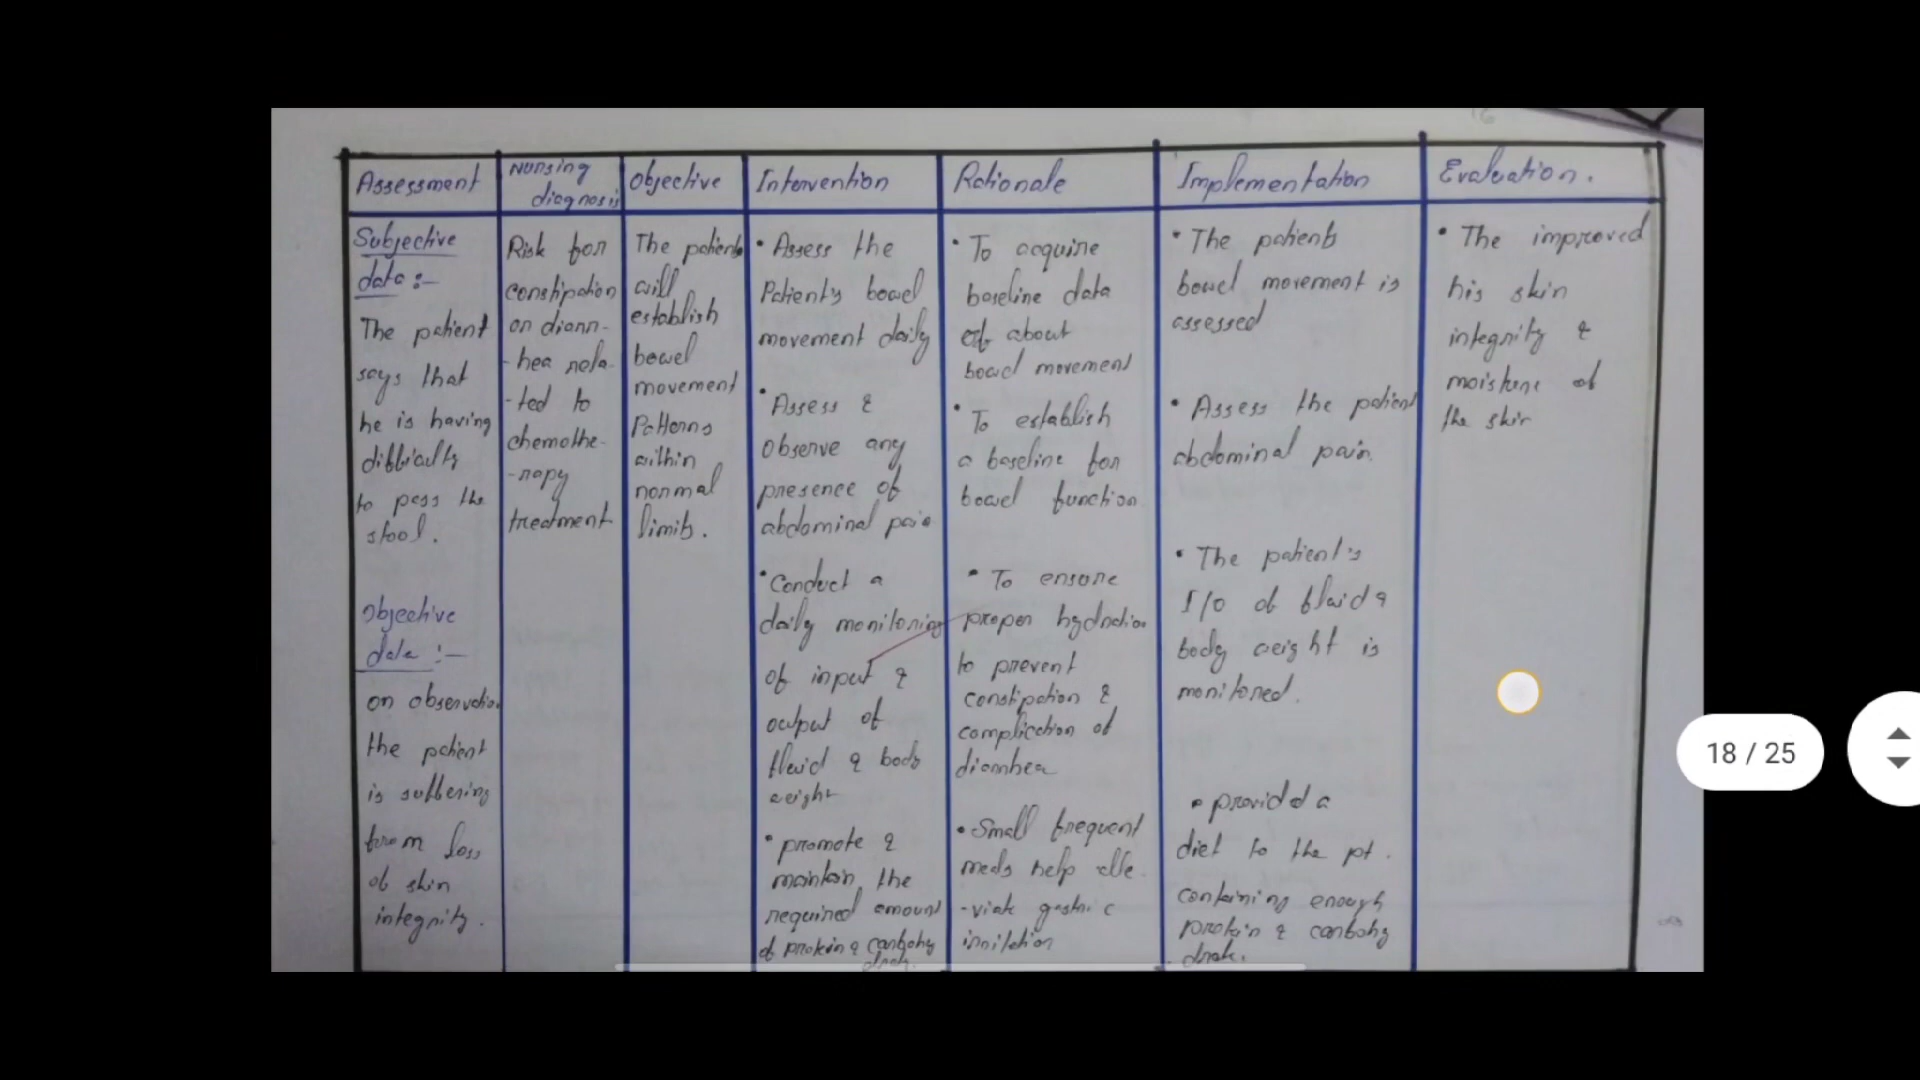 Assessment
Nursing
diagnosis
Objective
Intervention
Rationale
Implementation
Evaluation.
Subjective
data :-
The patient
says that
he is having
difficulty
to pass the
stool.
Objective
data :-
on observation
the patient
is suffering
from loss
of skin
integrity.
Risk for
constipation
or diarr-
-hea rela-
-ted to
chemothe-
-rapy
treatment
The patients
will
establish
bowel
movement
Patterns
within
normal
limits.
• Assess the
Patient's bowel
movement daily
• Assess &
Observe any
presence of
abdominal pain
• Conduct a
daily monitoring
of input &
output of
fluid & body
weight
• promote &
maintain the
required amount
of protein & carbohy
drate.
• To acquire
baseline data
about
bowel movement
• To establish
a baseline for
bowel function
• To ensure
proper hydration
to prevent
constipation &
complication of
diarrhea
• Small frequent
meals help alle-
-viate gastric
irritation
• The patients
bowel movement is
assessed
• Assess the patient
abdominal pain.
• The patient's
I/O of fluid &
body weight is
monitored.
• provided a
diet to the pt.
containing enough
protein & carbohy
drate.
• The improved
his skin
integrity &
moisture of
the skin
18 / 25